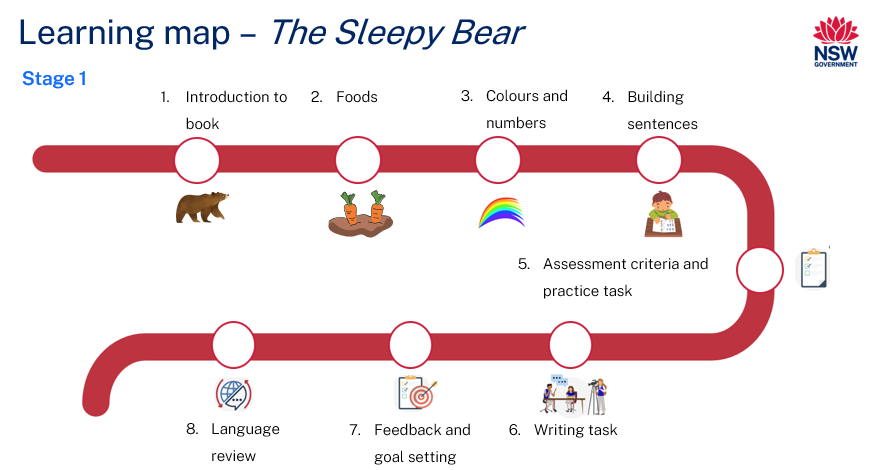 Learning map – The Sleepy Bear
NSW
GOVERNMENT
Stage 1
1. Introduction to
book
2. Foods
3. Colours and
numbers
4. Building
sentences
5. Assessment criteria and
practice task
6. Writing task
7. Feedback and
goal setting
8. Language
review